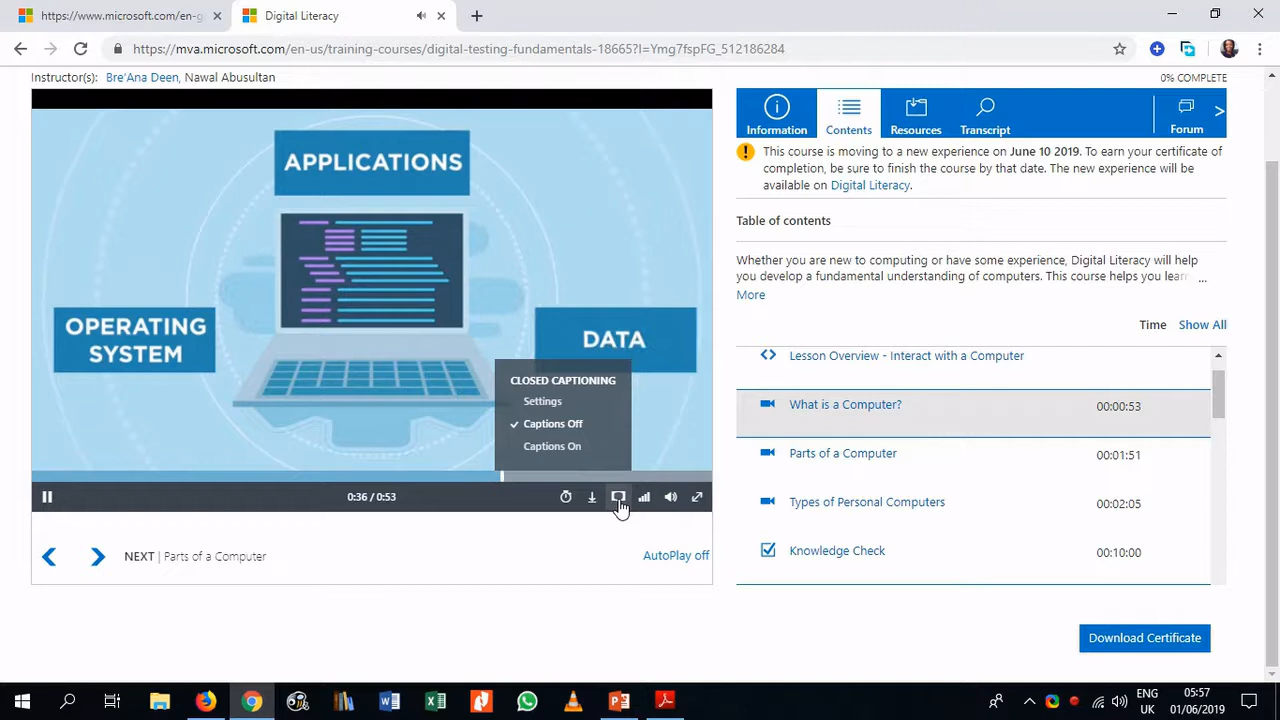 https://www.microsoft.com/en-g
Digital Literacy
https://mva.microsoft.com/en-us/training-courses/digital-testing-fundamentals-18665?l=Ymg7fspFG_512186284
Instructor(s): Bre'Ana Deen, Nawal Abusultan
0% COMPLETE
APPLICATIONS
OPERATING
SYSTEM
DATA
CLOSED CAPTIONING
Settings
Captions Off
Captions On
0:36 / 0:53
NEXT | Parts of a Computer
AutoPlay off
Information
Contents
Resources
Transcript
Forum
This course is moving to a new experience on June 10 2019. To earn your certificate of
completion, be sure to finish the course by that date. The new experience will be
available on Digital Literacy.
Table of contents
Whether you are new to computing or have some experience, Digital Literacy will help
you develop a fundamental understanding of computers. This course helps you lear ...
More
Time Show All
Lesson Overview - Interact with a Computer
What is a Computer? 00:00:53
Parts of a Computer 00:01:51
Types of Personal Computers 00:02:05
Knowledge Check 00:10:00
Download Certificate
ENG
UK
05:57
01/06/2019